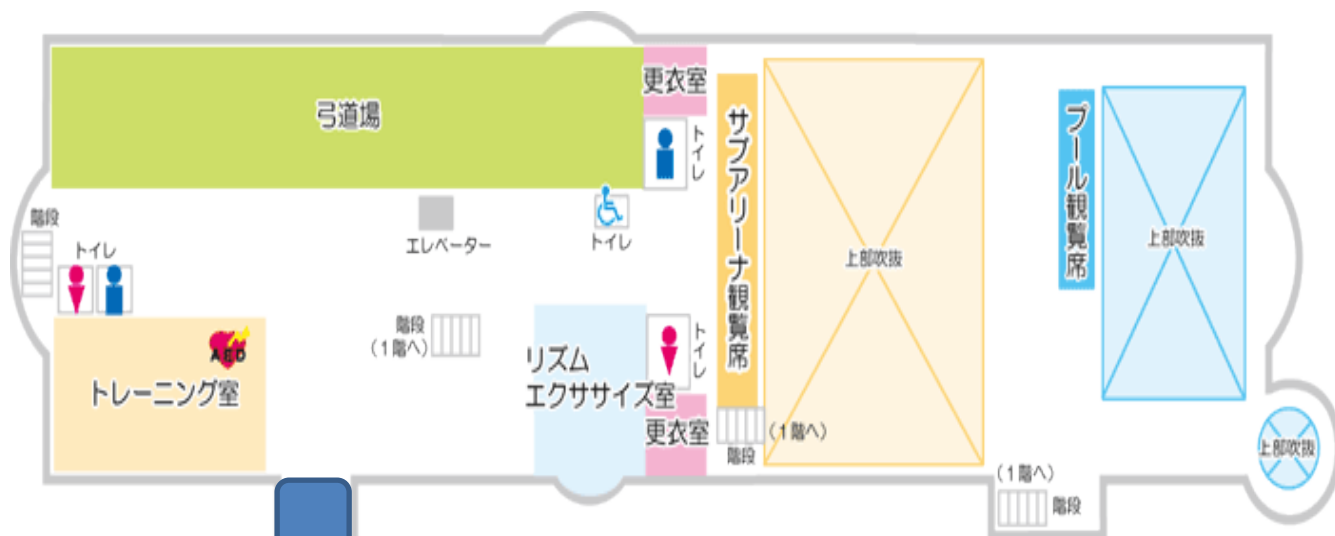 弓道場
更衣室
トイレ
サブアリーナ観覧席
プール観覧席
上部吹抜
上部吹抜
階段
トイレ
エレベーター
トイレ
階段
(1階へ)
AED
トレーニング室
リズム
エクササイズ室
トイレ
更衣室
(1階へ)
階段
上部吹抜
(1階へ)
階段